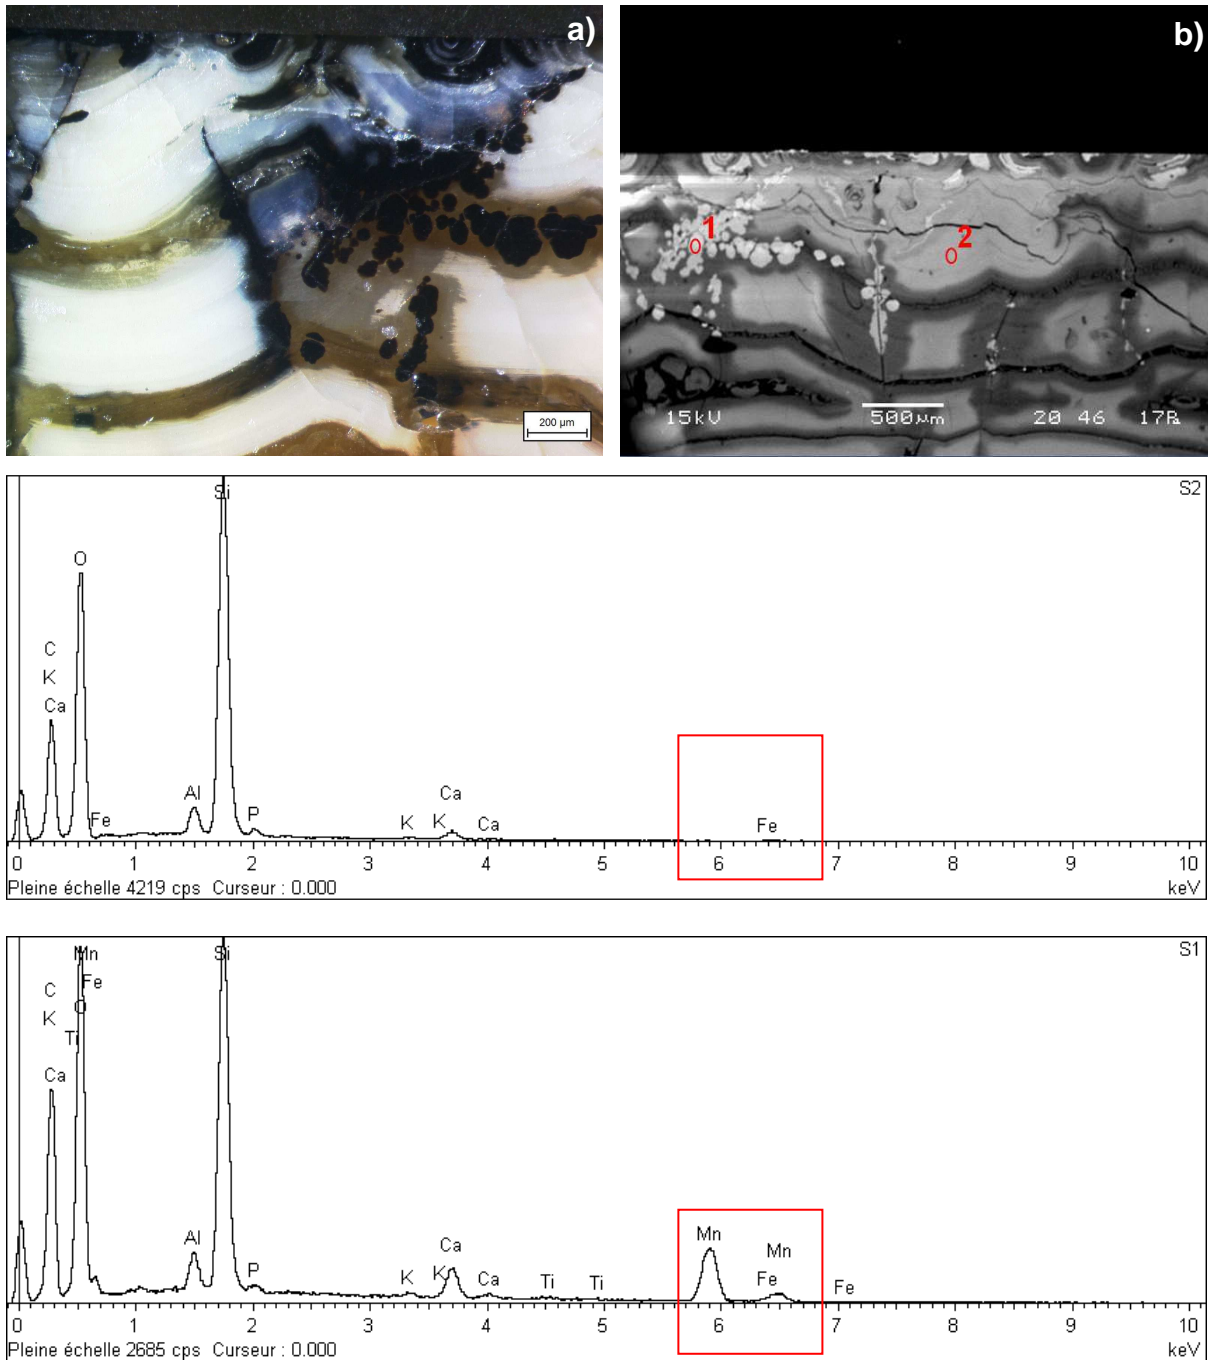 a)
200 µm
b)
1
2
15kV 500µm 20 46
S2
Si
O
C
K
Ca
Fe
Al
P
K
K
Ca
Ca
Fe
0 1 2 3 4 5 6 7 8 9 10
Pleine échelle 4219 cps Curseur : 0.000 keV
S1
Mn
Si
Fe
C
O
K
Ti
Ca
Al
P
K
K
Ca
Ca
Ti
Ti
Mn
Mn
Fe
Fe
0 1 2 3 4 5 6 7 8 9 10
Pleine échelle 2685 cps Curseur : 0.000 keV